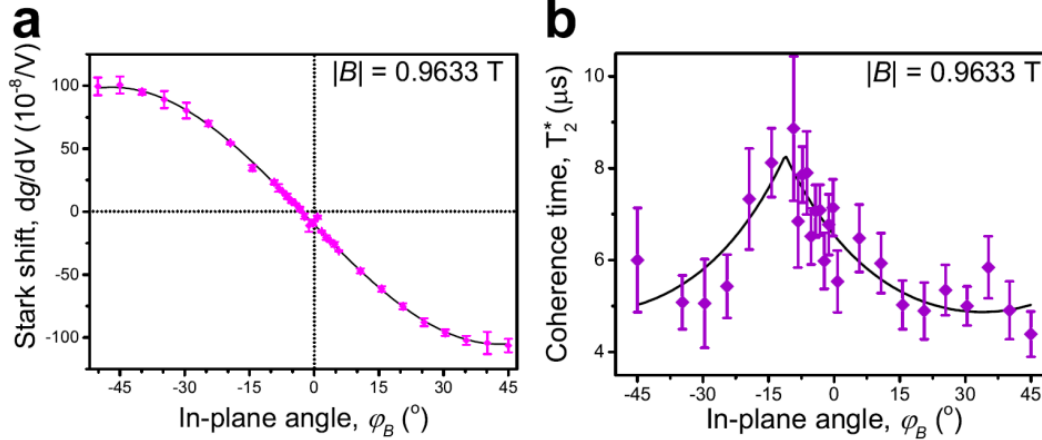 a
|B| = 0.9633 T
Stark shift, dg/dV (10⁻⁸/V)
100
50
0
-50
-100
-45 -30 -15 0 15 30 45
In-plane angle, φ_B (°)
b
|B| = 0.9633 T
Coherence time, T₂* (μs)
10
8
6
4
-45 -30 -15 0 15 30 45
In-plane angle, φ_B (°)